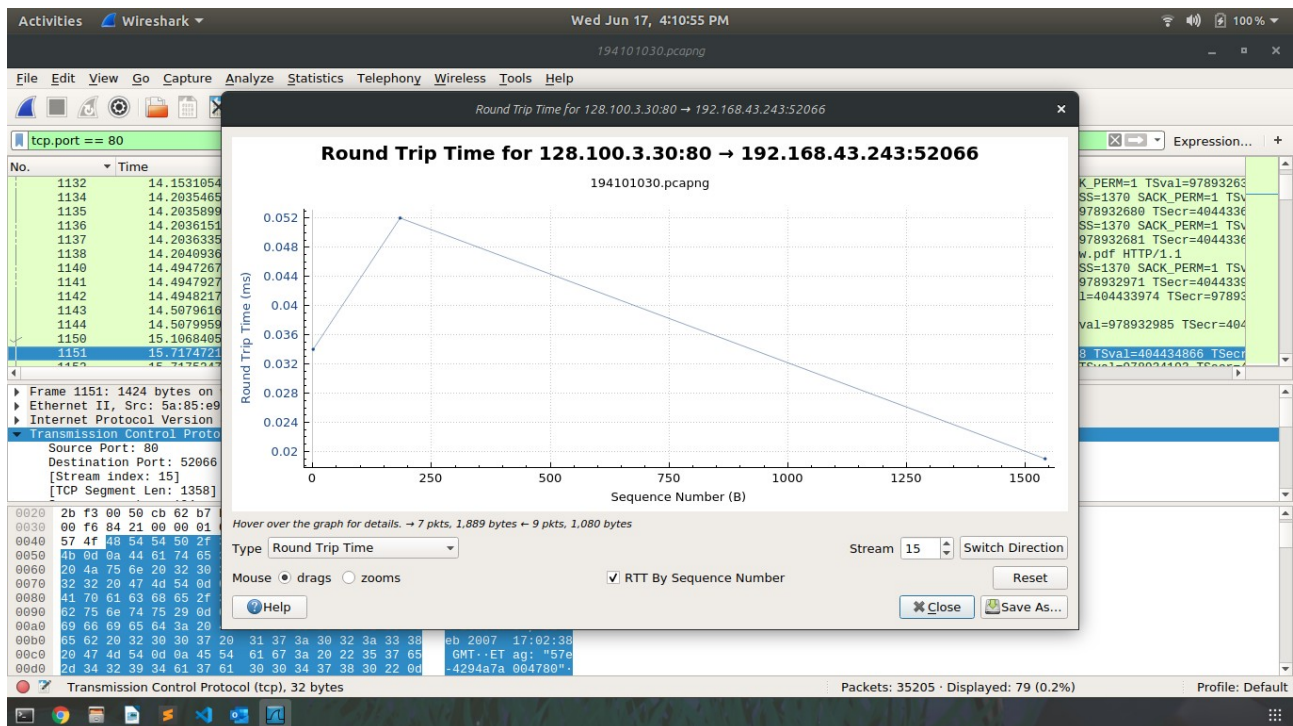 Activities Wireshark Wed Jun 17, 4:10:55 PM 100 %
194101030.pcapng
File Edit View Go Capture Analyze Statistics Telephony Wireless Tools Help
Round Trip Time for 128.100.3.30:80 → 192.168.43.243:52066
tcp.port == 80 Expression... +
No. Time
1132 14.1531054 K_PERM=1 TSval=97893263
1134 14.2035465 SS=1370 SACK_PERM=1 TSv
1135 14.2035899 978932680 TSecr=4044336
1136 14.2036151 SS=1370 SACK_PERM=1 TSv
1137 14.2036335 978932681 TSecr=4044336
1138 14.2040936 w.pdf HTTP/1.1
1140 14.4947267 SS=1370 SACK_PERM=1 TSv
1141 14.4947927 978932971 TSecr=4044339
1142 14.4948217 l=404433974 TSecr=97893
1143 14.5079616
1144 14.5079959 val=978932985 TSecr=404
1150 15.1068405
1151 15.7174721 8 TSval=404434866 TSecr
Round Trip Time for 128.100.3.30:80 → 192.168.43.243:52066
194101030.pcapng
Round Trip Time (ms)
0.052
0.048
0.044
0.04
0.036
0.032
0.028
0.024
0.02
0 250 500 750 1000 1250 1500
Sequence Number (B)
Hover over the graph for details. → 7 pkts, 1,889 bytes ← 9 pkts, 1,080 bytes
Type Round Trip Time Stream 15 Switch Direction
Mouse drags zooms RTT By Sequence Number Reset
Help Close Save As...
Frame 1151: 1424 bytes on
Ethernet II, Src: 5a:85:e9
Internet Protocol Version
Transmission Control Proto
Source Port: 80
Destination Port: 52066
[Stream index: 15]
[TCP Segment Len: 1358]
0020 2b f3 00 50 cb 62 b7
0030 00 f6 84 21 00 00 01
0040 57 4f 48 54 54 50 2f
0050 4b 0d 0a 44 61 74 65
0060 20 4a 75 6e 20 32 30
0070 32 32 20 47 4d 54 0d
0080 41 70 61 63 68 65 2f
0090 62 75 6e 74 75 29 0d
00a0 69 66 69 65 64 3a 20
00b0 65 62 20 32 30 30 37 20 31 37 3a 30 32 3a 33 38 eb 2007 17:02:38
00c0 20 47 4d 54 0d 0a 45 54 61 67 3a 20 22 35 37 65 GMT··ET ag: "57e
00d0 2d 34 32 39 34 61 37 61 30 30 34 37 38 30 22 0d -4294a7a 004780"·
Transmission Control Protocol (tcp), 32 bytes Packets: 35205 · Displayed: 79 (0.2%) Profile: Default